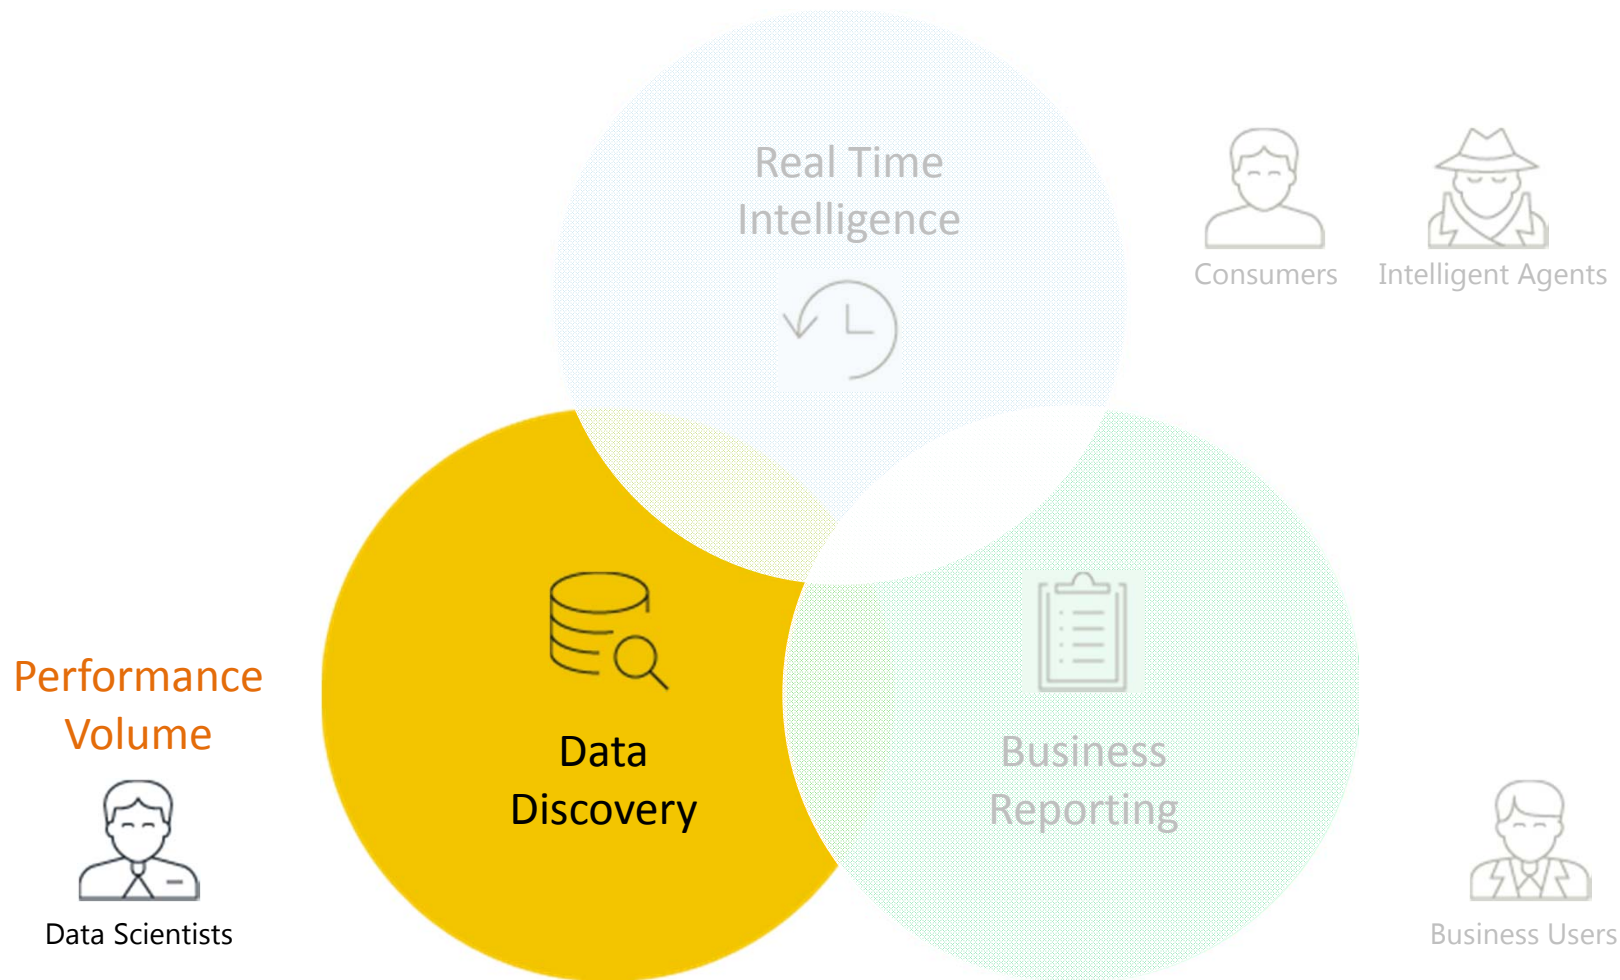 Real Time
Intelligence
Consumers
Intelligent Agents
Performance
Volume
Data Scientists
Data
Discovery
Business
Reporting
Business Users